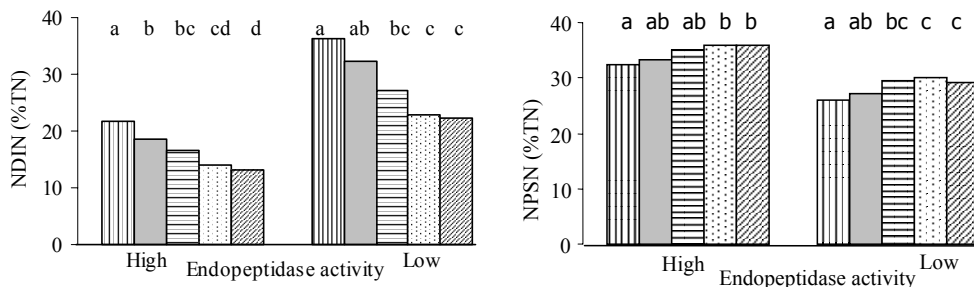 NDIN (%TN)
40
30
20
10
0
a b bc cd d
a ab bc c c
High
Endopeptidase activity
Low
NPSN (%TN)
40
30
20
10
0
a ab ab b b
a ab bc c c
High
Endopeptidase activity
Low